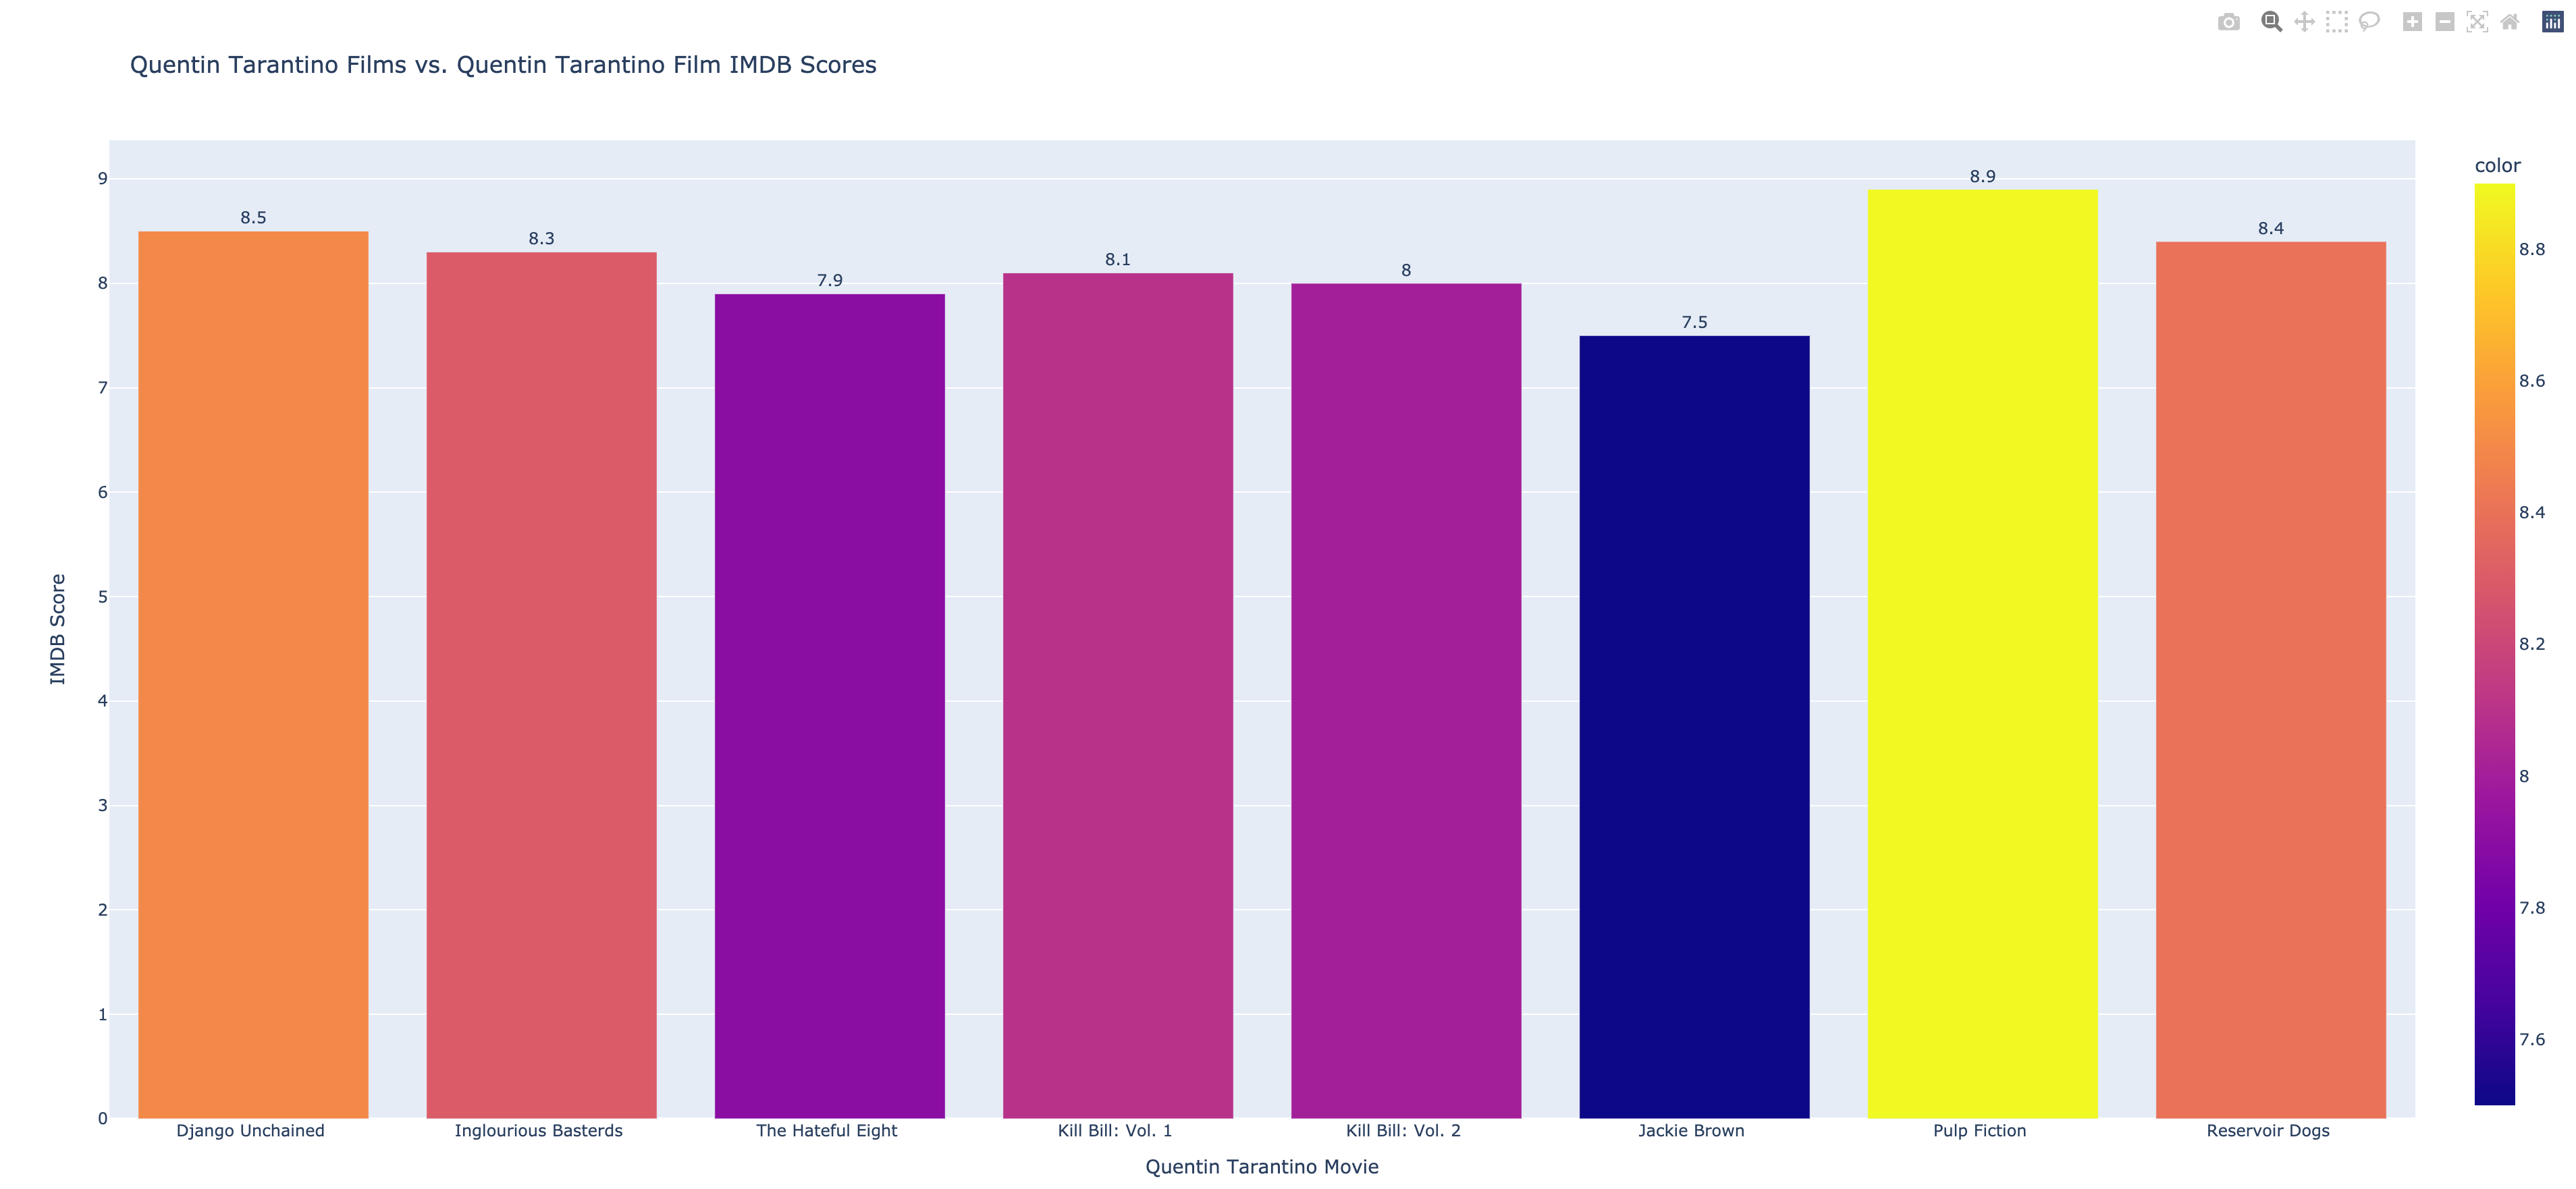 Quentin Tarantino Films vs. Quentin Tarantino Film IMDB Scores
color
9
8
7
6
5
4
3
2
1
0
IMDB Score
8.5
8.3
7.9
8.1
8
7.5
8.9
8.4
8.8
8.6
8.4
8.2
8
7.8
7.6
Django Unchained
Inglourious Basterds
The Hateful Eight
Kill Bill: Vol. 1
Kill Bill: Vol. 2
Jackie Brown
Pulp Fiction
Reservoir Dogs
Quentin Tarantino Movie